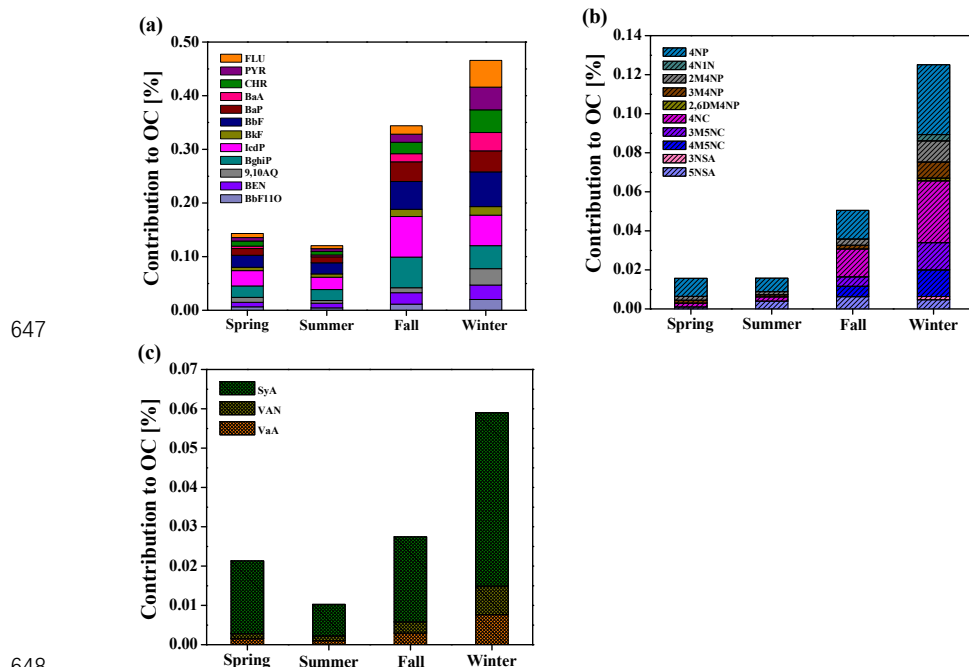 (a)
Contribution to OC [%]
0.50
0.40
0.30
0.20
0.10
0.00
FLU
PYR
CHR
BaA
BaP
BbF
BkF
IcdP
BghiP
9,10AQ
BEN
BbF11O
Spring Summer Fall Winter
(b)
Contribution to OC [%]
0.14
0.12
0.10
0.08
0.06
0.04
0.02
0.00
4NP
4N1N
2M4NP
3M4NP
2,6DM4NP
4NC
3M5NC
4M5NC
3NSA
5NSA
Spring Summer Fall Winter
647
(c)
Contribution to OC [%]
0.07
0.06
0.05
0.04
0.03
0.02
0.01
0.00
SyA
VAN
VaA
Spring Summer Fall Winter
648